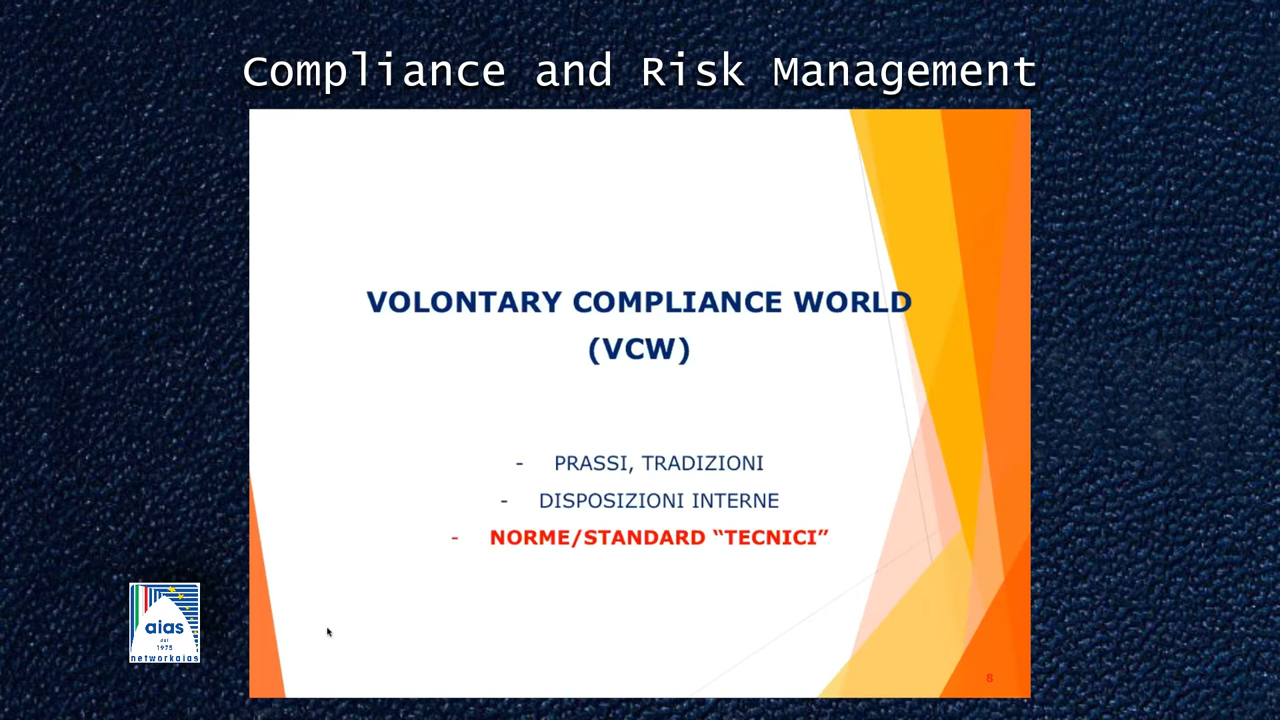 Compliance and Risk Management
VOLONTARY COMPLIANCE WORLD
(VCW)
- PRASSI, TRADIZIONI
- DISPOSIZIONI INTERNE
- NORME/STANDARD “TECNICI”
aias
dal
1975
networkaias
8